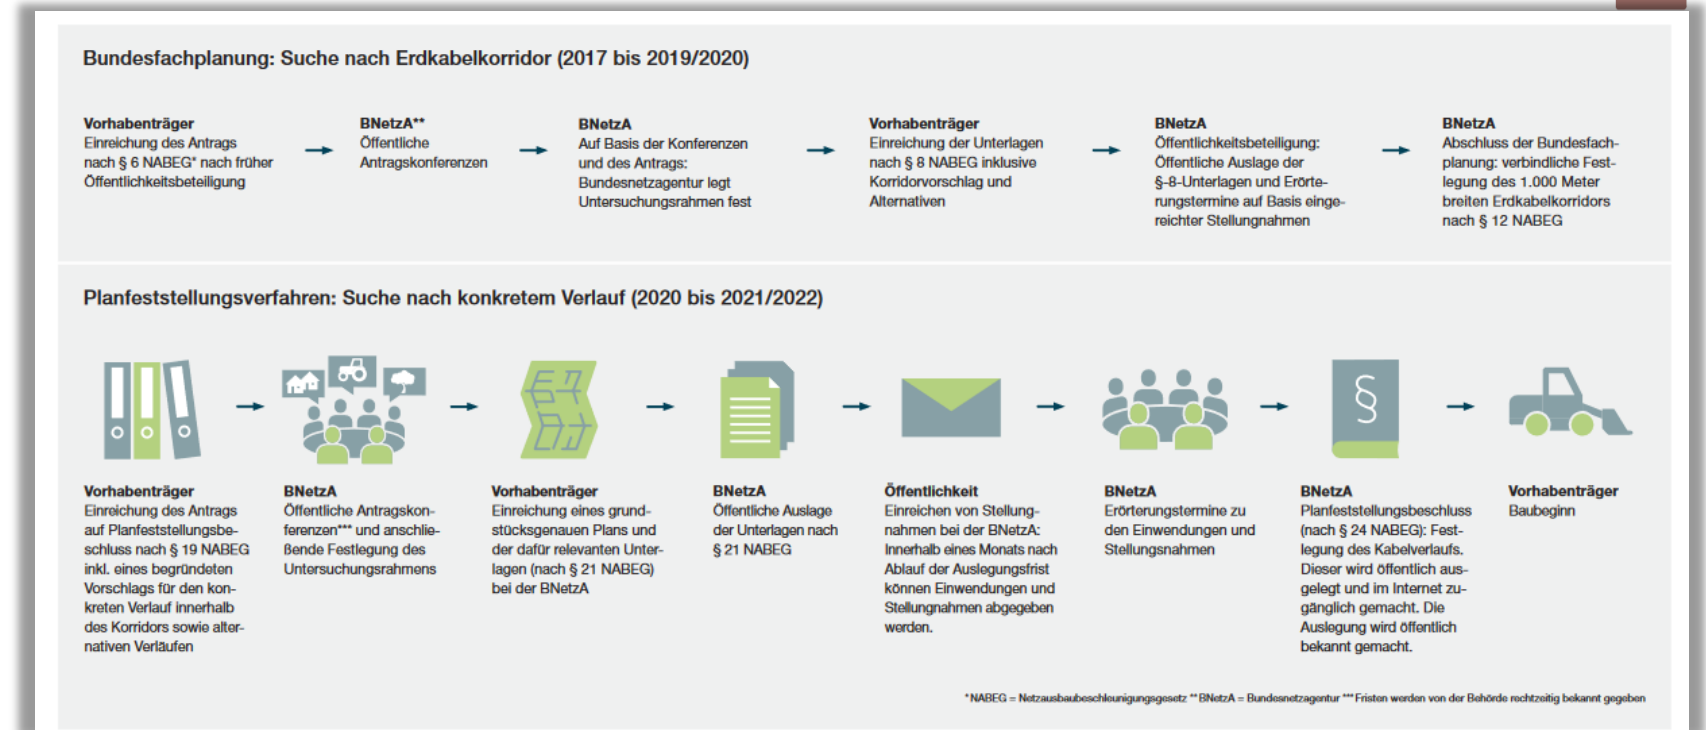 Bundesfachplanung: Suche nach Erdkabelkorridor (2017 bis 2019/2020)
Vorhabenträger
Einreichung des Antrags
nach § 6 NABEG* nach früher
Öffentlichkeitsbeteiligung
BNetzA**
Öffentliche
Antragskonferenzen
BNetzA
Auf Basis der Konferenzen
und des Antrags:
Bundesnetzagentur legt
Untersuchungsrahmen fest
Vorhabenträger
Einreichung der Unterlagen
nach § 8 NABEG inklusive
Korridorvorschlag und
Alternativen
BNetzA
Öffentlichkeitsbeteiligung:
Öffentliche Auslage der
§-8-Unterlagen und Erörte-
rungstermine auf Basis einge-
reichter Stellungnahmen
BNetzA
Abschluss der Bundesfach-
planung: verbindliche Fest-
legung des 1.000 Meter
breiten Erdkabelkorridors
nach § 12 NABEG
Planfeststellungsverfahren: Suche nach konkretem Verlauf (2020 bis 2021/2022)
§
Vorhabenträger
Einreichung des Antrags
auf Planfeststellungsbe-
schluss nach § 19 NABEG
inkl. eines begründeten
Vorschlags für den kon-
kreten Verlauf innerhalb
des Korridors sowie alter-
nativen Verläufen
BNetzA
Öffentliche Antragskon-
ferenzen*** und anschlie-
ßende Festlegung des
Untersuchungsrahmens
Vorhabenträger
Einreichung eines grund-
stücksgenauen Plans und
der dafür relevanten Unter-
lagen (nach § 21 NABEG)
bei der BNetzA
BNetzA
Öffentliche Auslage
der Unterlagen nach
§ 21 NABEG
Öffentlichkeit
Einreichen von Stellung-
nahmen bei der BNetzA:
Innerhalb eines Monats nach
Ablauf der Auslegungsfrist
können Einwendungen und
Stellungnahmen abgegeben
werden.
BNetzA
Erörterungstermine zu
den Einwendungen und
Stellungsnahmen
BNetzA
Planfeststellungsbeschluss
(nach § 24 NABEG): Fest-
legung des Kabelverlaufs.
Dieser wird öffentlich aus-
gelegt und im Internet zu-
gänglich gemacht. Die
Auslegung wird öffentlich
bekannt gemacht.
Vorhabenträger
Baubeginn
* NABEG = Netzausbaubeschleunigungsgesetz ** BNetzA = Bundesnetzagentur *** Fristen werden von der Behörde rechtzeitig bekannt gegeben